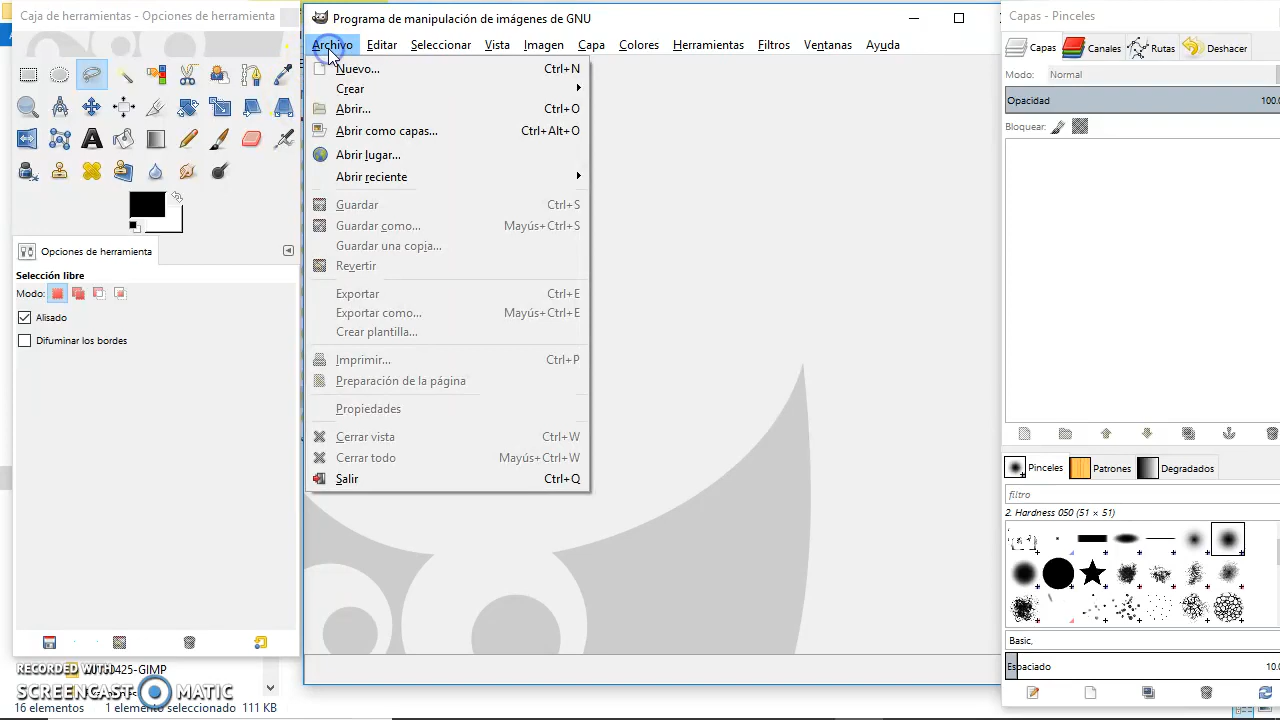 Caja de herramientas - Opciones de herramienta
Programa de manipulación de imágenes de GNU
Capas - Pinceles
Archivo Editar Seleccionar Vista Imagen Capa Colores Herramientas Filtros Ventanas Ayuda
Capas Canales Rutas Deshacer
Modo: Normal
Opacidad 100.
Bloquear:
Nuevo... Ctrl+N
Crear
Abrir... Ctrl+O
Abrir como capas... Ctrl+Alt+O
Abrir lugar...
Abrir reciente
Guardar Ctrl+S
Guardar como... Mayús+Ctrl+S
Guardar una copia...
Revertir
Exportar Ctrl+E
Exportar como... Mayús+Ctrl+E
Crear plantilla...
Imprimir... Ctrl+P
Preparación de la página
Propiedades
Cerrar vista Ctrl+W
Cerrar todo Mayús+Ctrl+W
Salir Ctrl+Q
Opciones de herramienta
Selección libre
Modo:
Alisado
Difuminar los bordes
Pinceles Patrones Degradados
filtro
2. Hardness 050 (51 × 51)
Basic,
Espaciado 10.0
RECORDED WITH
SCREENCAST MATIC
16 elementos 1 elemento seleccionado 111 KB